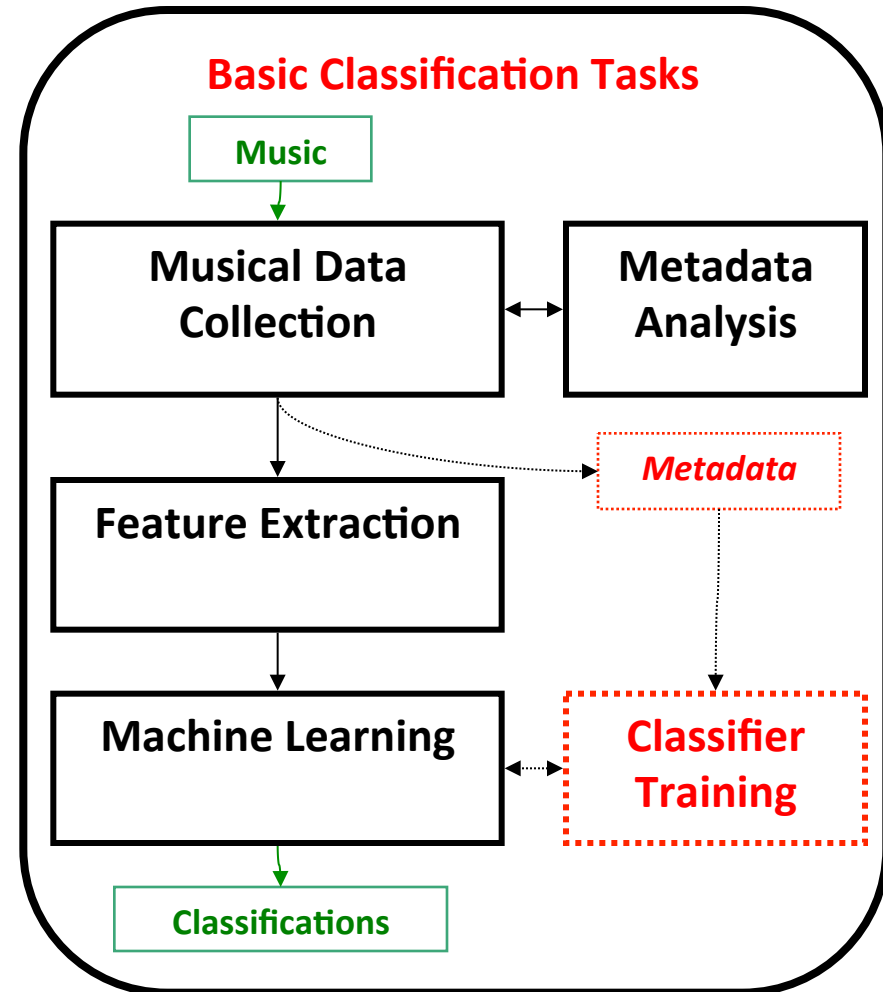 Basic Classification Tasks
Music
Musical Data
Collection
Metadata
Analysis
Metadata
Feature Extraction
Machine Learning
Classifier
Training
Classifications